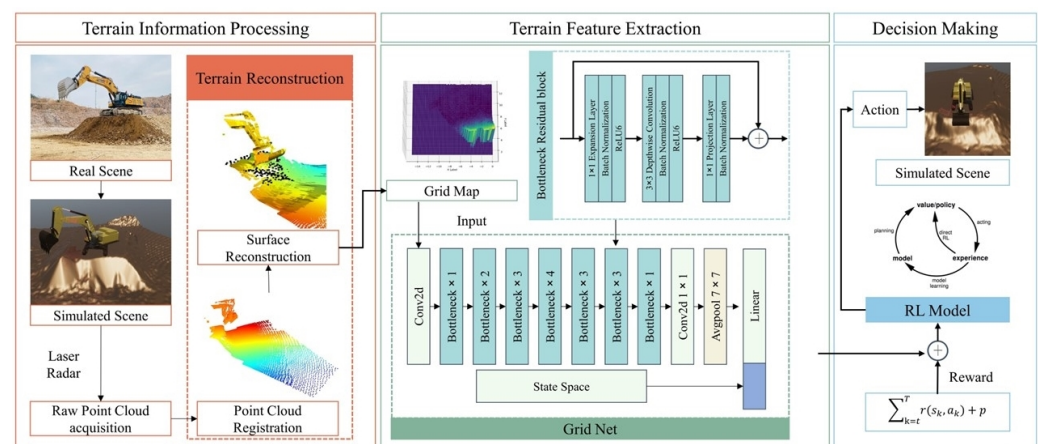 Terrain Information Processing
Terrain Feature Extraction
Decision Making
Real Scene
Simulated Scene
Laser
Radar
Raw Point Cloud
acquisition
Terrain Reconstruction
Surface
Reconstruction
Point Cloud
Registration
Grid Map
Input
Bottleneck Residual block
1×1 Expansion Layer
Batch Normalization
ReLU6
3×3 Depthwise Convolution
Batch Normalization
ReLU6
1×1 Projection Layer
Batch Normalization
Conv2d
Bottleneck × 1
Bottleneck × 2
Bottleneck × 3
Bottleneck × 4
Bottleneck × 3
Bottleneck × 3
Bottleneck × 1
Conv2d 1 × 1
Avgpool 7 × 7
Linear
State Space
Grid Net
Action
Simulated Scene
value/policy
planning
acting
direct
RL
model
experience
model
learning
RL Model
+
Reward
∑ᵀₖ₌ₜ r(sₖ, aₖ) + p